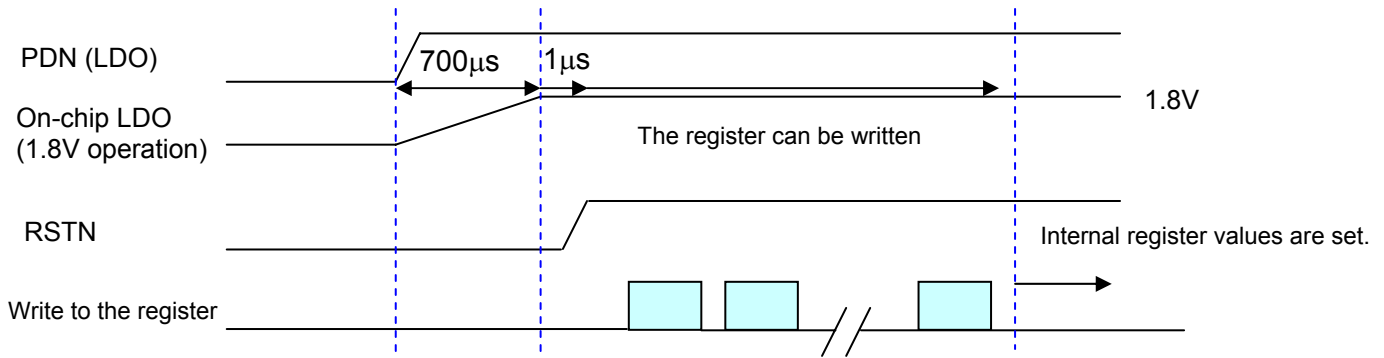 PDN (LDO)
700μs
1μs
On-chip LDO
(1.8V operation)
1.8V
The register can be written
RSTN
Internal register values are set.
Write to the register